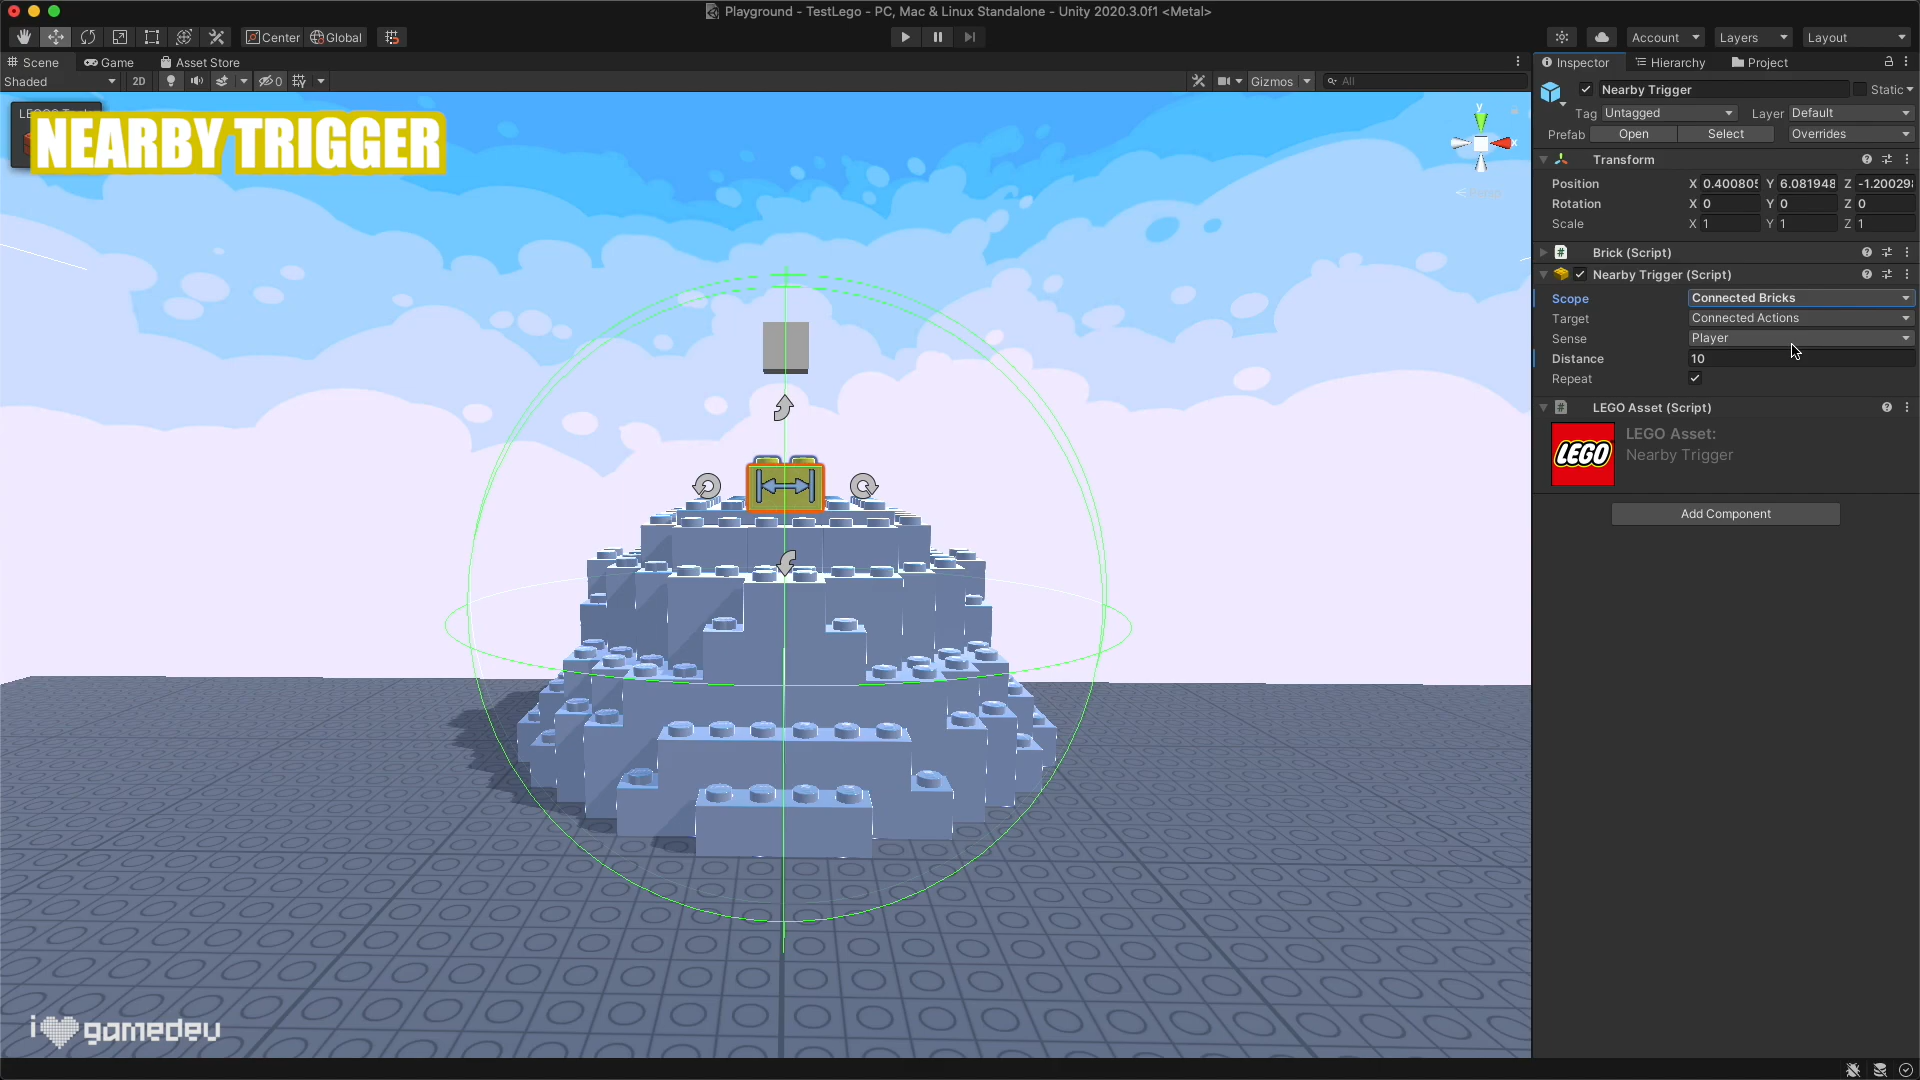 Playground - TestLego - PC, Mac & Linux Standalone - Unity 2020.3.0f1 <Metal>
Center Global
Account Layers Layout
Scene Game Asset Store
Inspector Hierarchy Project
Shaded 2D 0 Gizmos All
Nearby Trigger Static
Tag Untagged Layer Default
Prefab Open Select Overrides
NEARBY TRIGGER
y
x
Persp
Transform
Position X 0.400805 Y 6.081948 Z -1.200298
Rotation X 0 Y 0 Z 0
Scale X 1 Y 1 Z 1
Brick (Script)
Nearby Trigger (Script)
Scope Connected Bricks
Target Connected Actions
Sense Player
Distance 10
Repeat
LEGO Asset (Script)
LEGO
LEGO Asset:
Nearby Trigger
Add Component
i gamedev